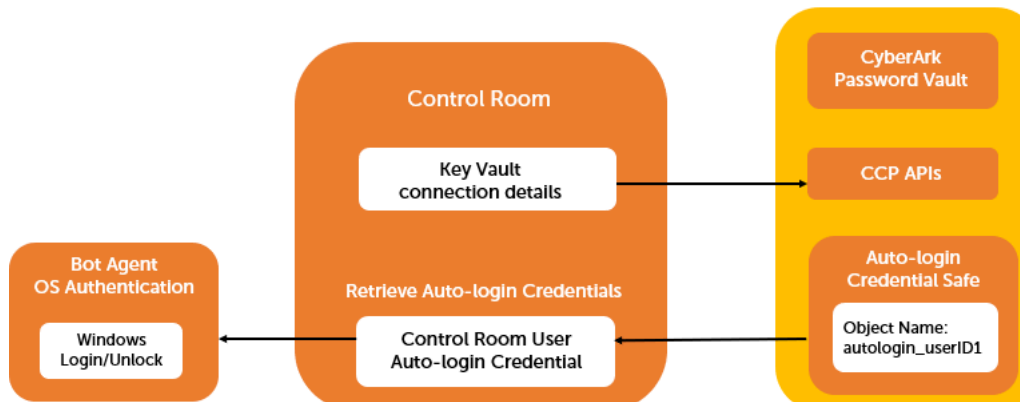 Control Room
Key Vault
connection details
Retrieve Auto-login Credentials
Control Room User
Auto-login Credential
Bot Agent
OS Authentication
Windows
Login/Unlock
CyberArk
Password Vault
CCP APIs
Auto-login
Credential Safe
Object Name:
autologin_userID1